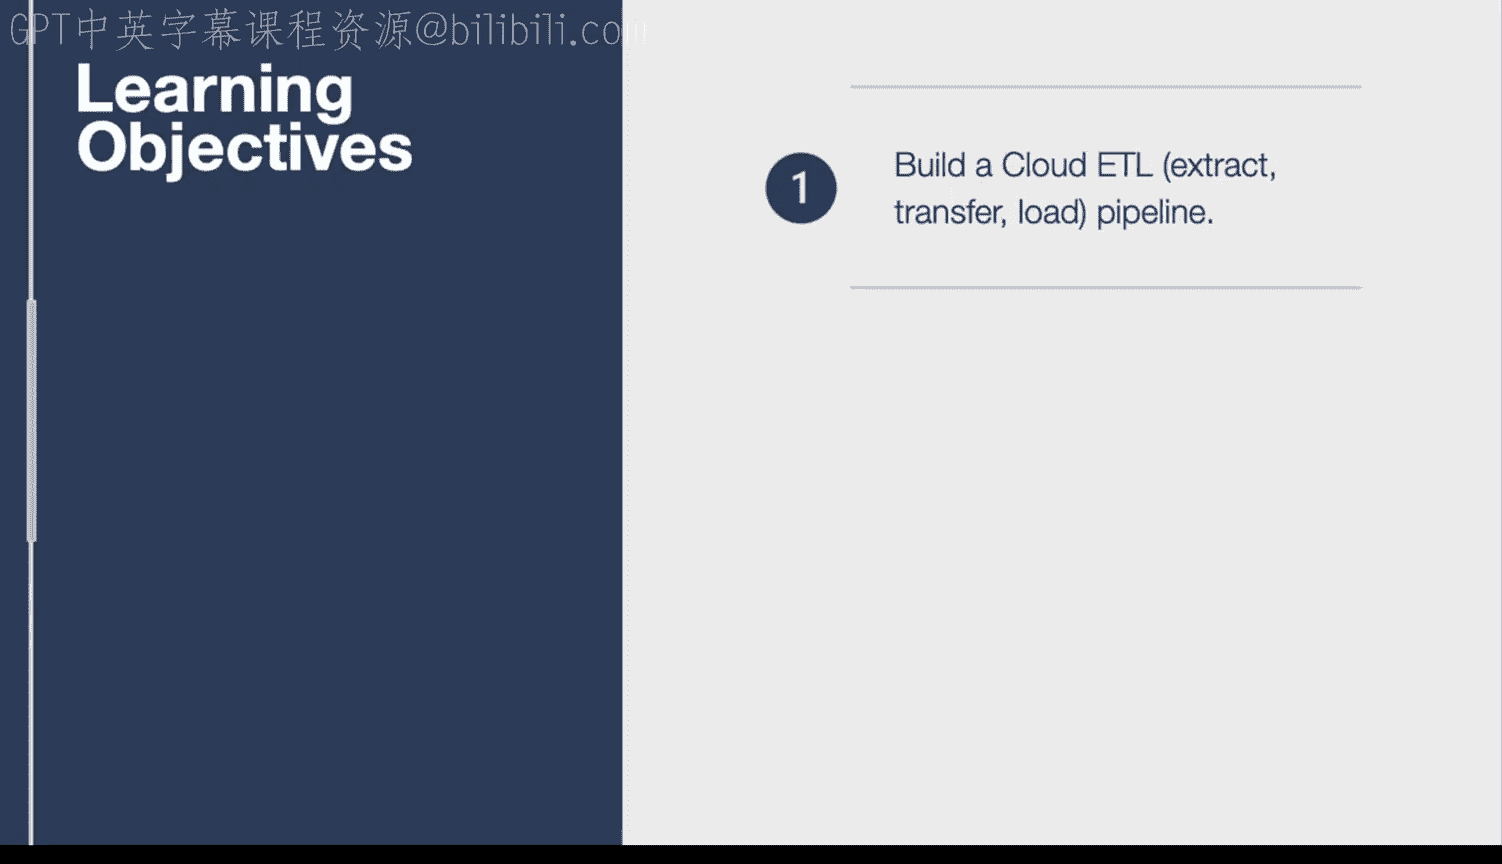 GPT中英字幕课程资源@bilibili.com
Learning
Objectives
1
Build a Cloud ETL (extract,
transfer, load) pipeline.